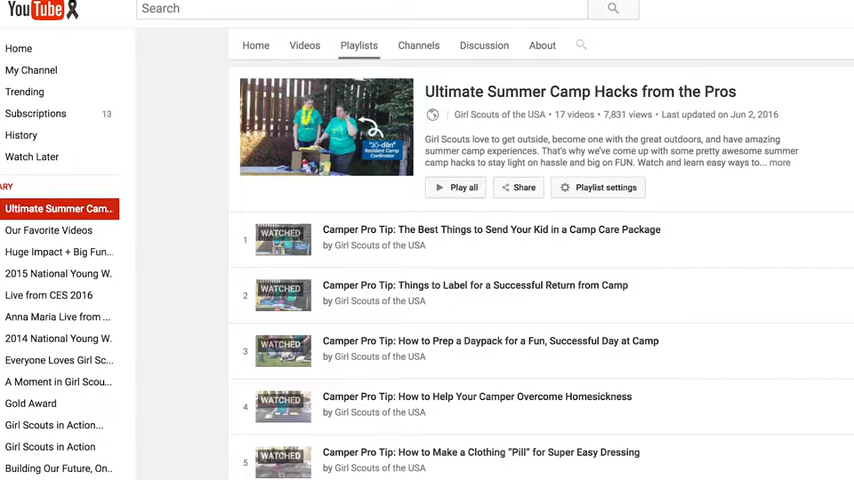 YouTube
Search
Home
My Channel
Trending
Subscriptions 13
History
Watch Later
ARY
Ultimate Summer Cam...
Our Favorite Videos
Huge Impact + Big Fun...
2015 National Young W.
Live from CES 2016
Anna Maria Live from ...
2014 National Young W.
Everyone Loves Girl Sc...
A Moment in Girl Scou...
Gold Award
Girl Scouts in Action...
Girl Scouts in Action
Building Our Future, On..
Home Videos Playlists Channels Discussion About
"Jó-dân"
Resident Camp
Cordinator
Ultimate Summer Camp Hacks from the Pros
Girl Scouts of the USA • 17 videos • 7,831 views • Last updated on Jun 2, 2016
Girl Scouts love to get outside, become one with the great outdoors, and have amazing
summer camp experiences. That's why we've come up with some pretty awesome summer
camp hacks to stay light on hassle and big on FUN. Watch and learn easy ways to... more
Play all Share Playlist settings
1 WATCHED Camper Pro Tip: The Best Things to Send Your Kid in a Camp Care Package
by Girl Scouts of the USA
2 WATCHED Camper Pro Tip: Things to Label for a Successful Return from Camp
by Girl Scouts of the USA
3 WATCHED Camper Pro Tip: How to Prep a Daypack for a Fun, Successful Day at Camp
by Girl Scouts of the USA
4 WATCHED Camper Pro Tip: How to Help Your Camper Overcome Homesickness
by Girl Scouts of the USA
5 WATCHED Camper Pro Tip: How to Make a Clothing "Pill" for Super Easy Dressing
by Girl Scouts of the USA